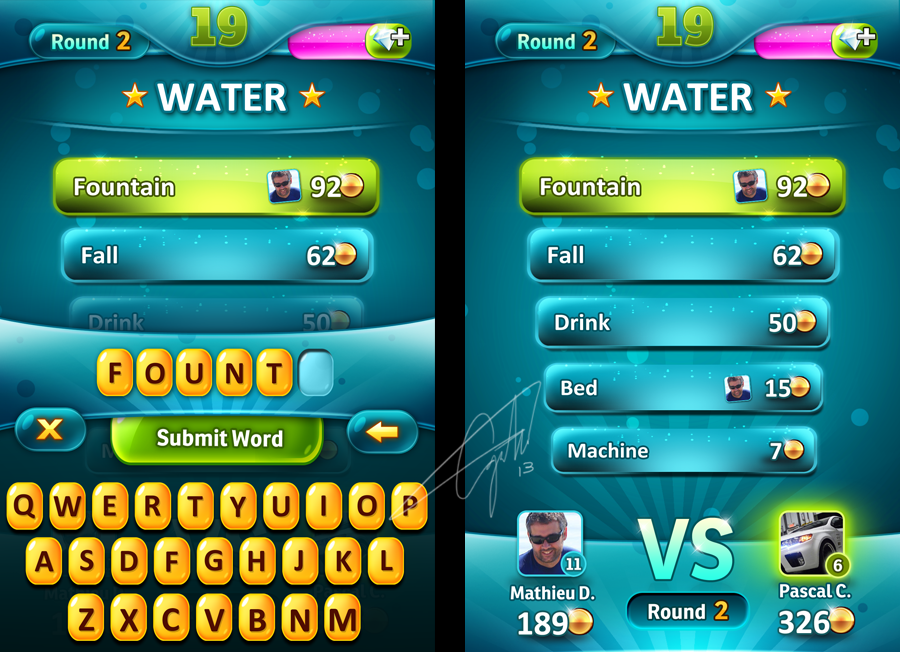 Round 2
19
+
WATER
Fountain 92
Fall 62
Drink 50
F O U N T
X
Submit Word
Q W E R T Y U I O P
A S D F G H J K L
Z X C V B N M
Round 2
19
+
WATER
Fountain 92
Fall 62
Drink 50
Bed 15
Machine 7
13
11
VS
6
Mathieu D.
Pascal C.
189
Round 2
326